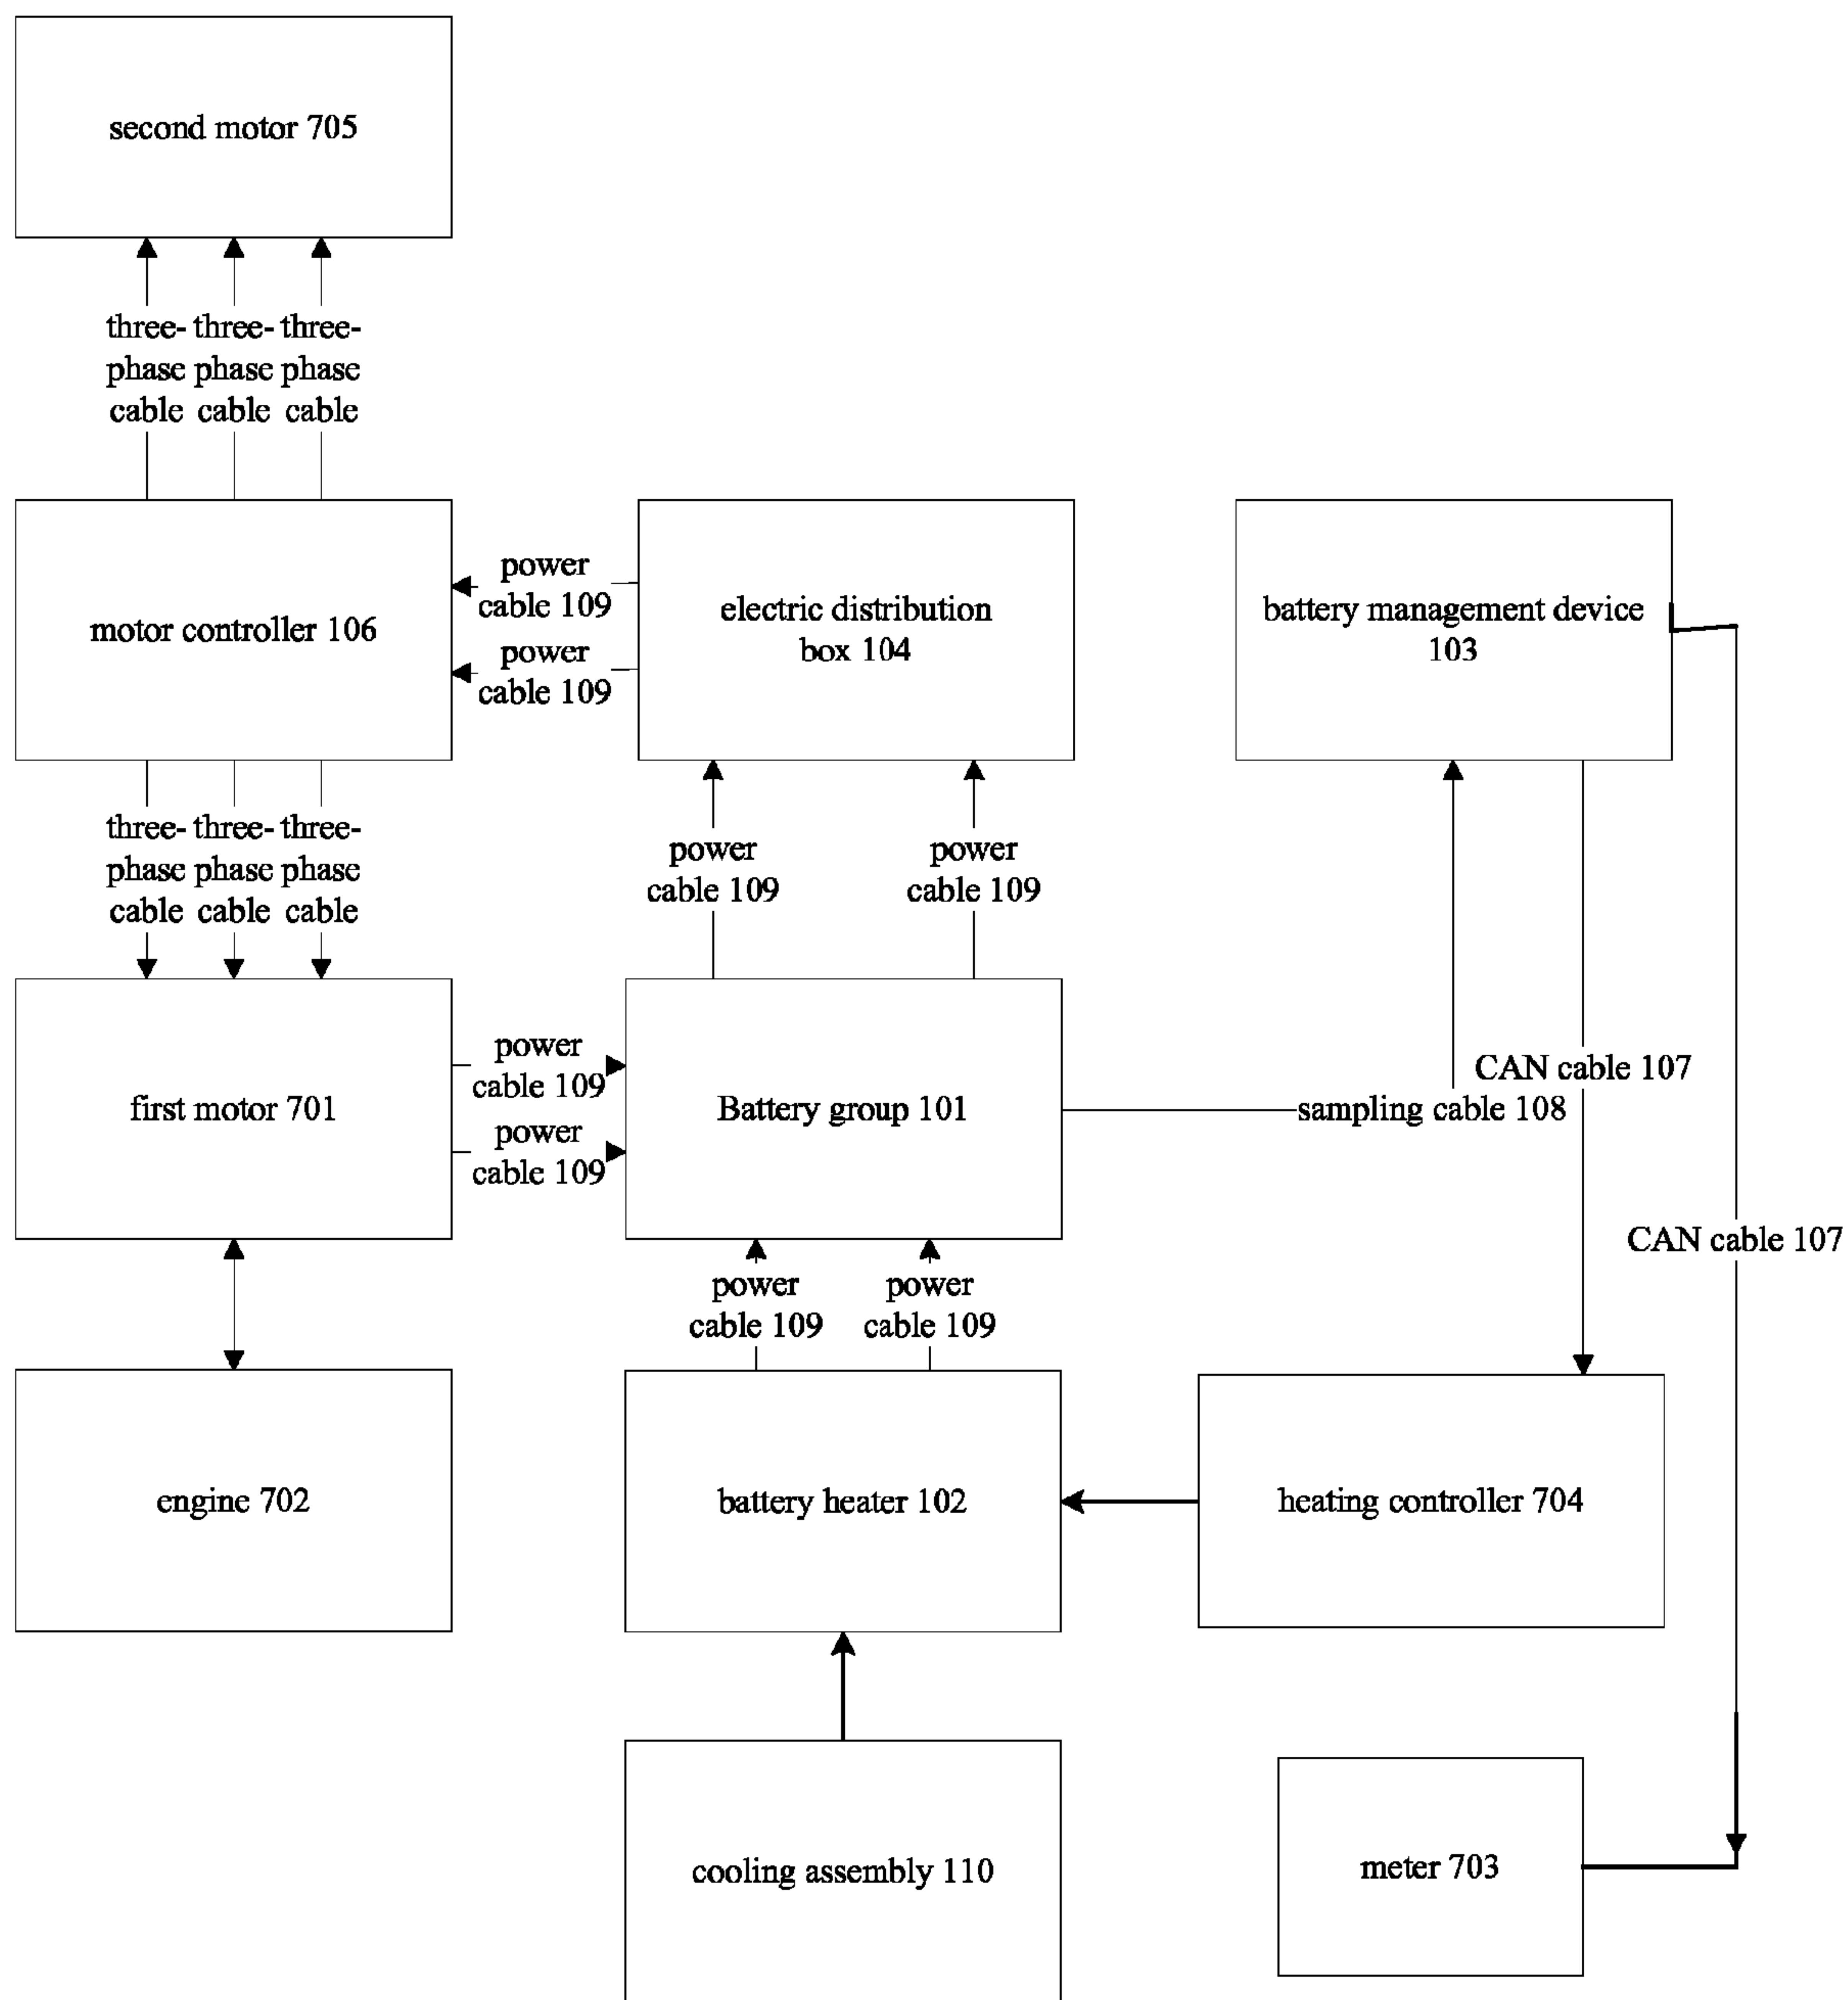 second motor 705
three- three- three-
phase phase phase
cable cable cable
motor controller 106
power
cable 109
power
cable 109
electric distribution
box 104
battery management device
103
three- three- three-
phase phase phase
cable cable cable
power
cable 109
power
cable 109
first motor 701
power
cable 109
power
cable 109
Battery group 101
CAN cable 107
sampling cable 108
CAN cable 107
power
cable 109
power
cable 109
engine 702
battery heater 102
heating controller 704
cooling assembly 110
meter 703